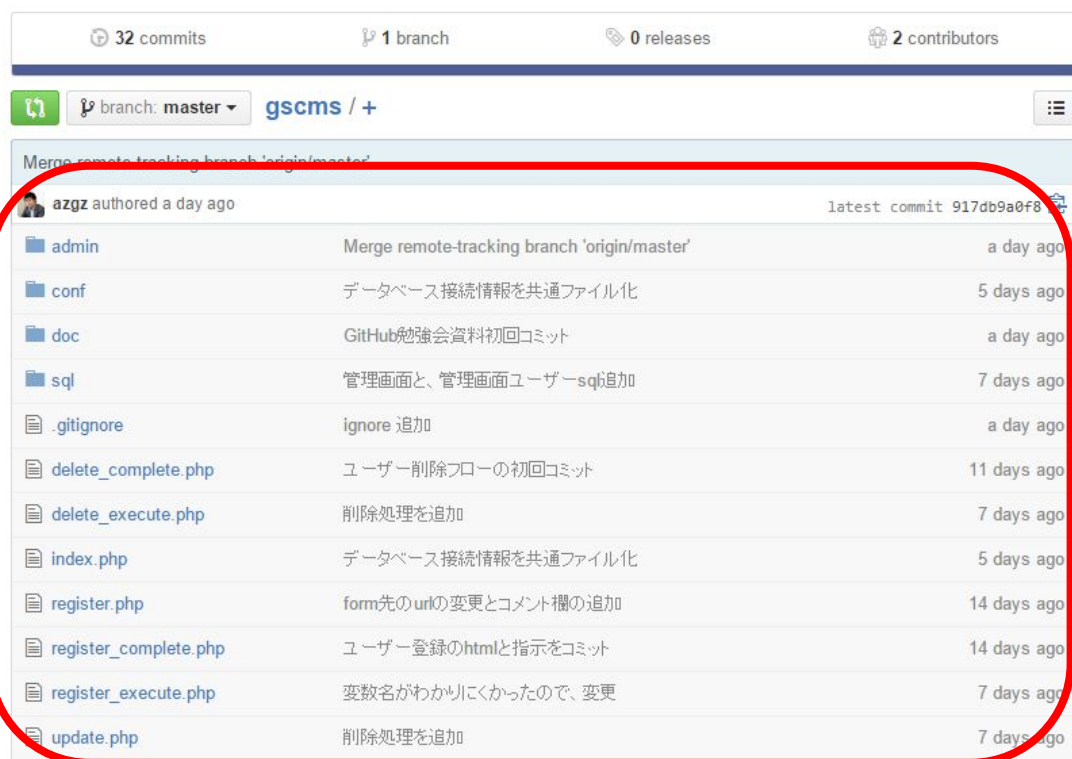 32 commits 1 branch 0 releases 2 contributors
branch: master gscms / +
Merge remote-tracking branch 'origin/master'
azgz authored a day ago latest commit 917db9a0f8
admin Merge remote-tracking branch 'origin/master' a day ago
conf データベース接続情報を共通ファイル化 5 days ago
doc GitHub勉強会資料初回コミット a day ago
sql 管理画面と、管理画面ユーザーsql追加 7 days ago
.gitignore ignore 追加 a day ago
delete_complete.php ユーザー削除フローの初回コミット 11 days ago
delete_execute.php 削除処理を追加 7 days ago
index.php データベース接続情報を共通ファイル化 5 days ago
register.php form先のurlの変更とコメント欄の追加 14 days ago
register_complete.php ユーザー登録のhtmlと指示をコミット 14 days ago
register_execute.php 変数名がわかりにくかったので、変更 7 days ago
update.php 削除処理を追加 7 days ago